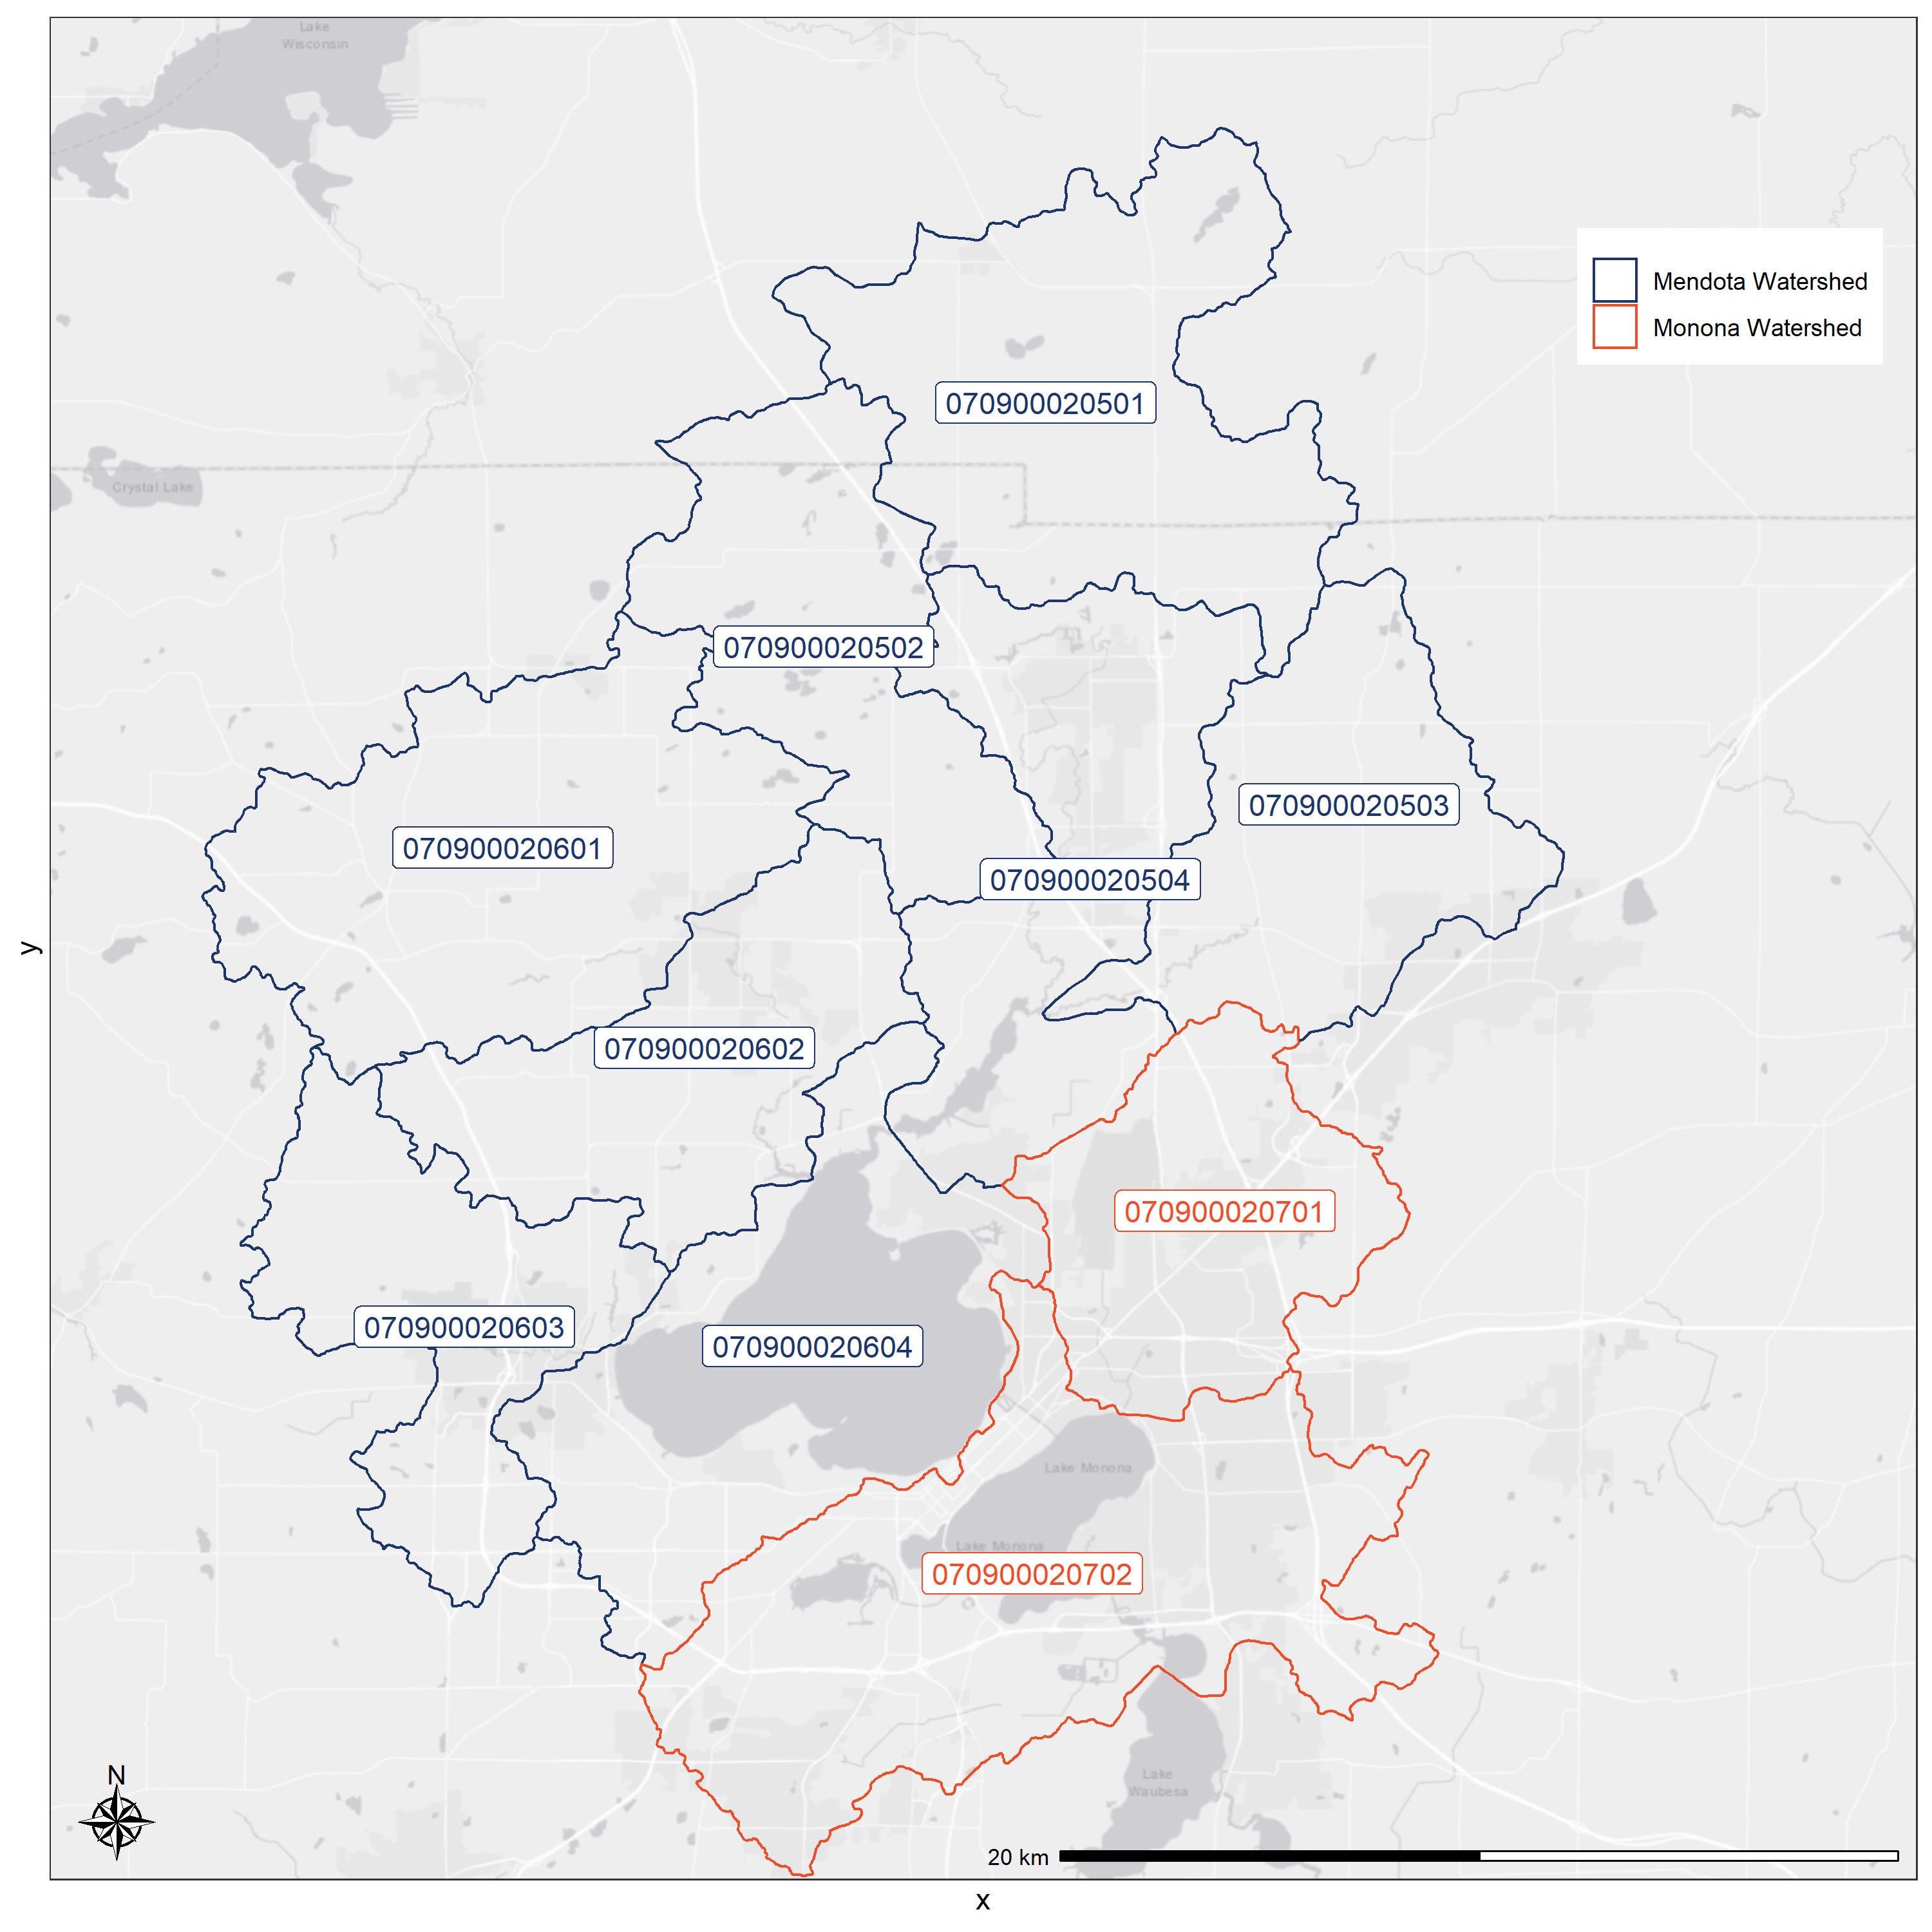 Lake
Wisconsin
Mendota Watershed
Monona Watershed
070900020501
Crystal Lake
070900020502
070900020503
070900020601
070900020504
y
070900020602
070900020701
070900020603
070900020604
Lake Monona
Lake Monona
070900020702
N
Lake
Waubesa
20 km
x